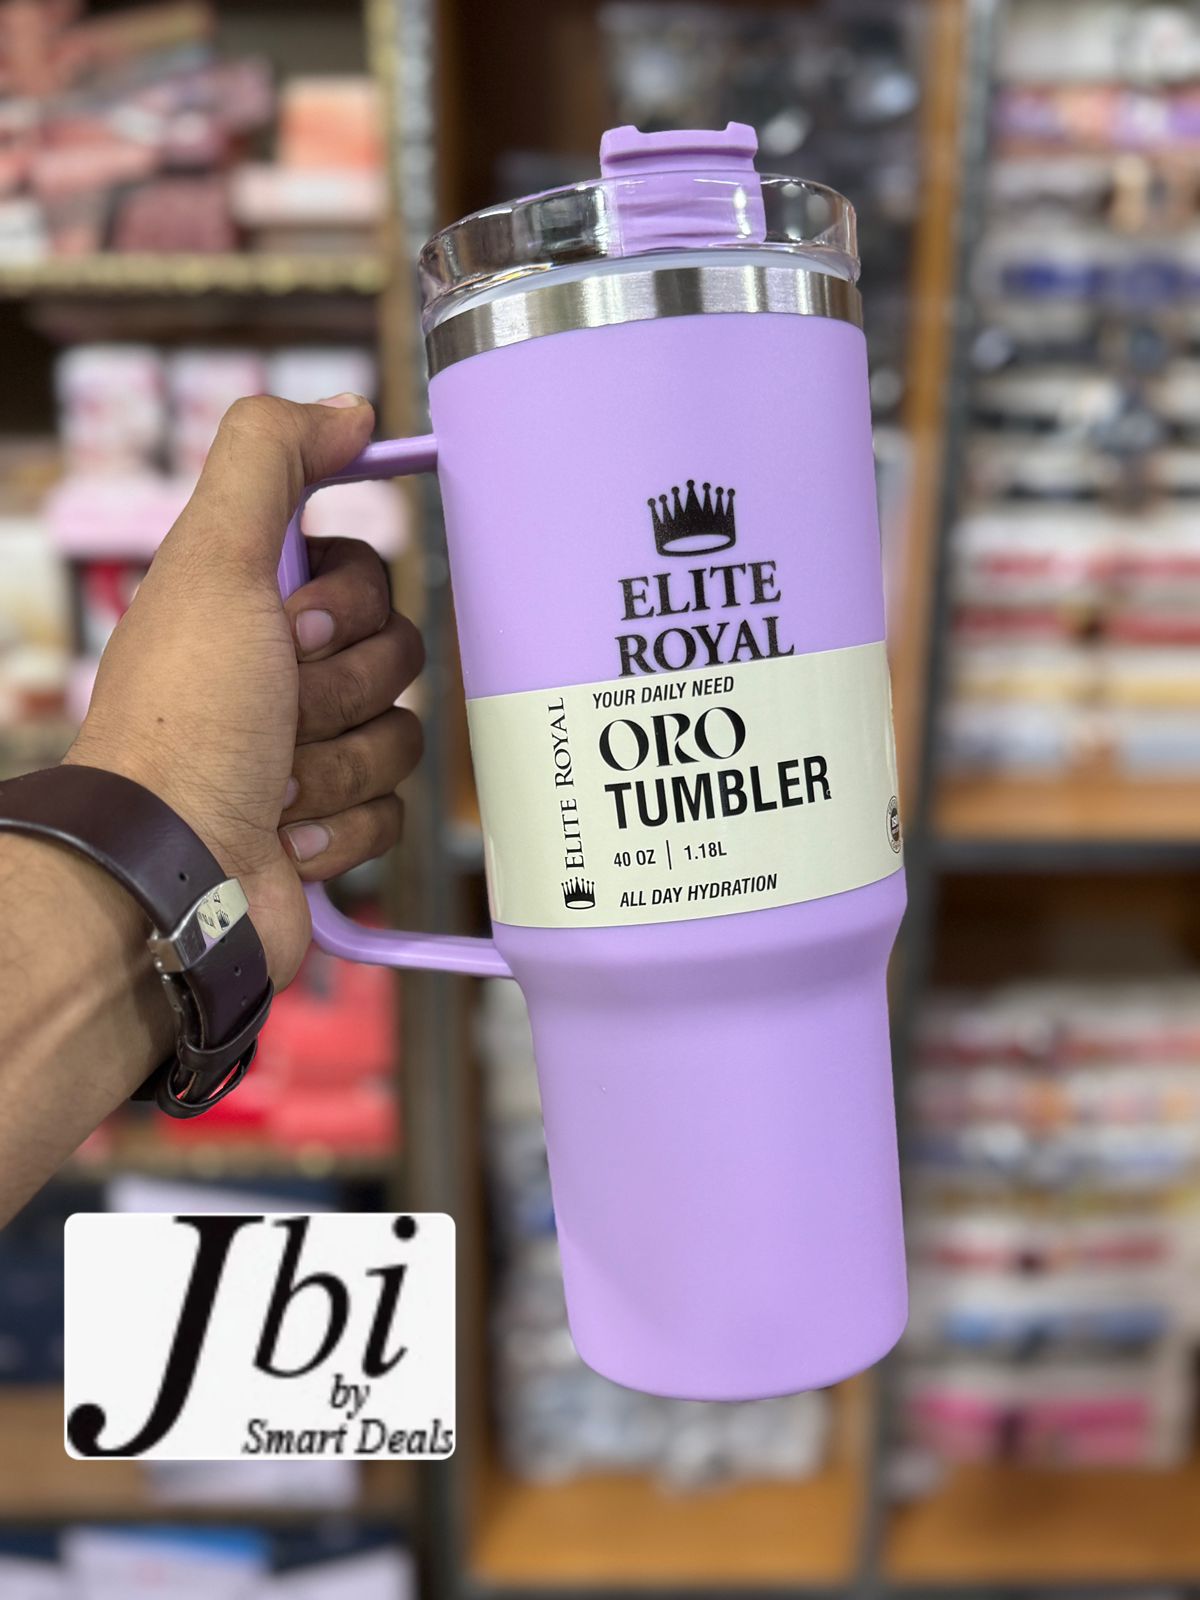 ELITE
ROYAL
ELITE ROYAL
YOUR DAILY NEED
ORO
TUMBLER
40 OZ | 1.18L
ALL DAY HYDRATION
Jbi
by
Smart Deals